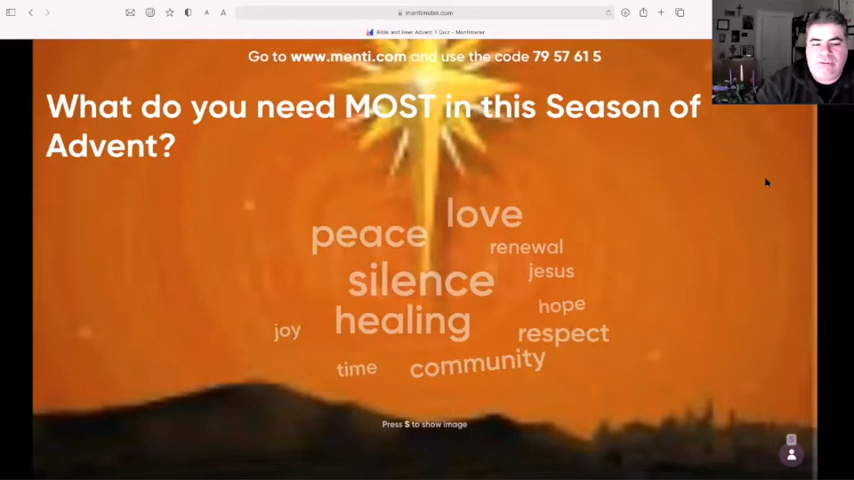 mentimeter.com
Bible and Beer Advent 1 Quiz - Mentimeter
Go to www.menti.com and use the code 79 57 61 5
What do you need MOST in this Season of
Advent?
love
peace
renewal
jesus
silence
hope
healing
respect
joy
community
time
Press S to show image
S